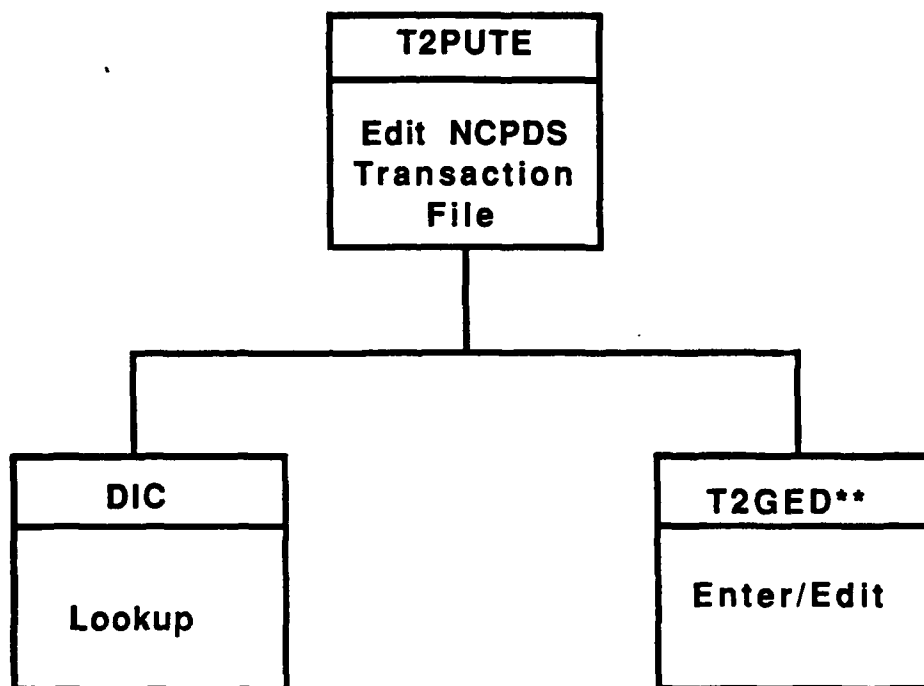 T2PUTE
Edit NCPDS
Transaction
File
DIC
Lookup
T2GED**
Enter/Edit